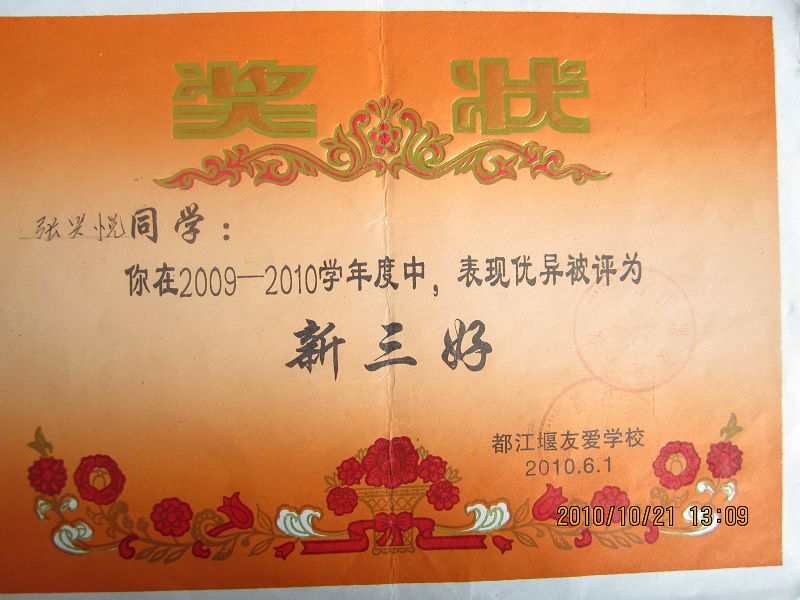 奖状
张兴悦同学：
你在2009—2010学年度中，表现优异被评为
新三好
都江堰友爱学校
2010.6.1
2010/10/21 13:09